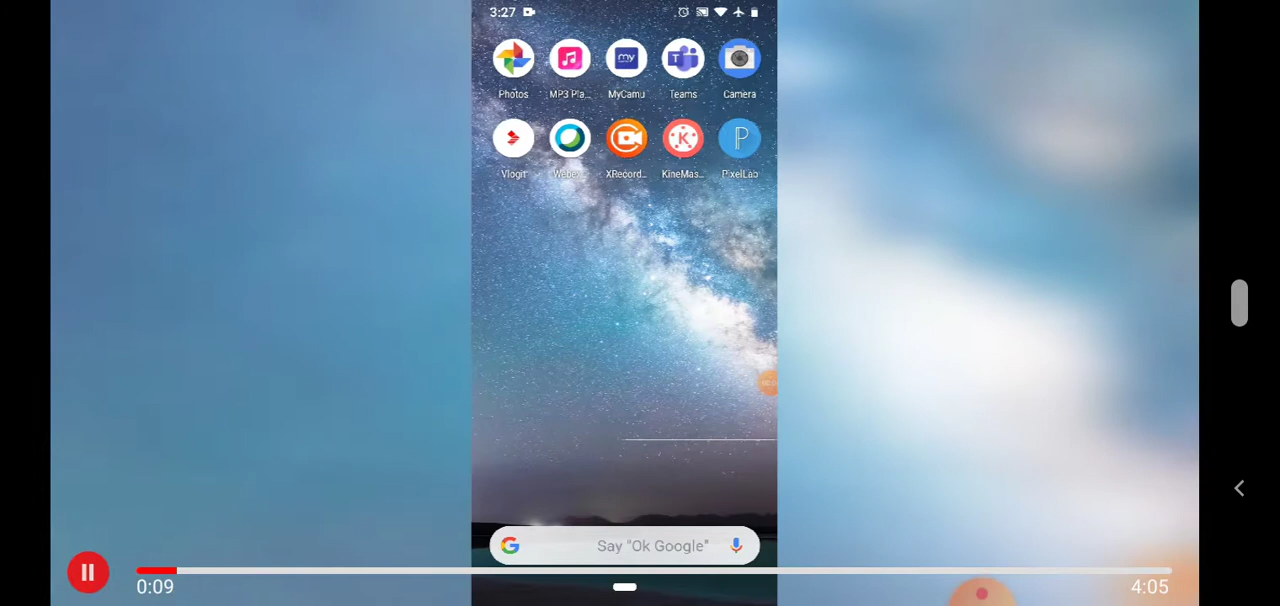 3:27
Photos
MP3 Pla...
MyCamu
Teams
Camera
Vlogit
XRecord..
KineMas..
PixelLab
Say "Ok Google"
0:09
4:05